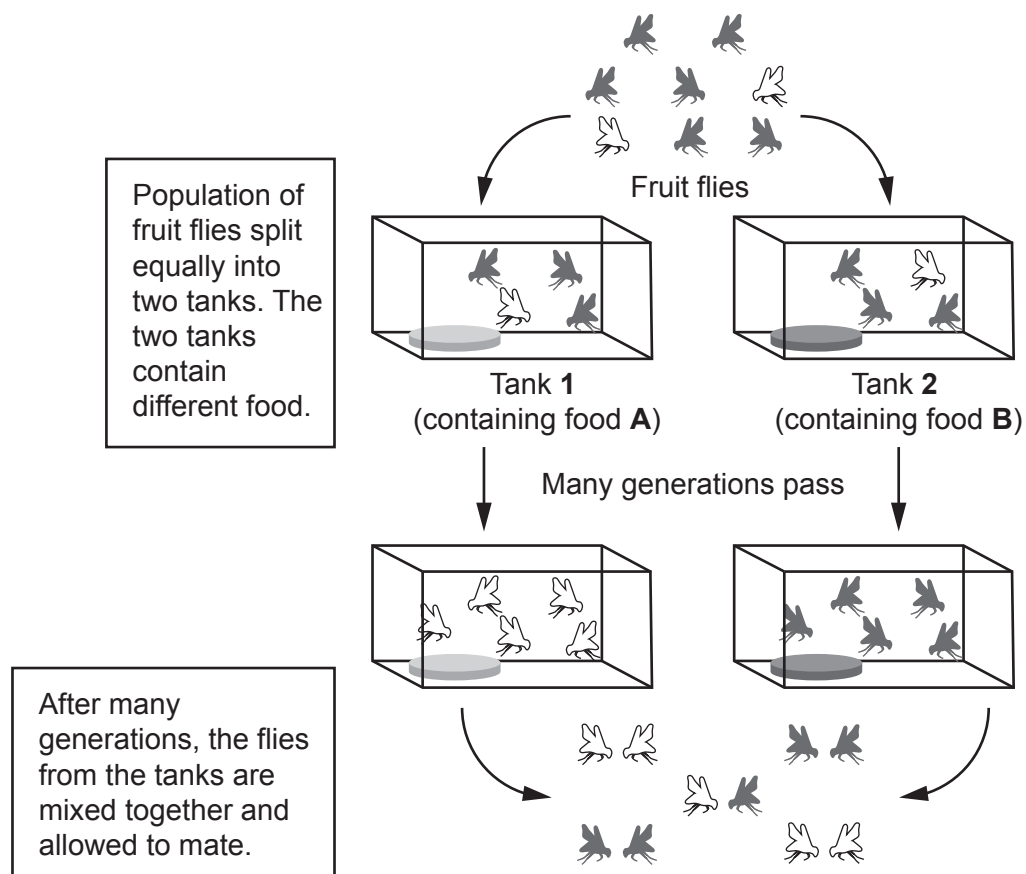 Fruit flies
Population of
fruit flies split
equally into
two tanks. The
two tanks
contain
different food.
Tank 1
(containing food A)
Tank 2
(containing food B)
Many generations pass
After many
generations, the flies
from the tanks are
mixed together and
allowed to mate.